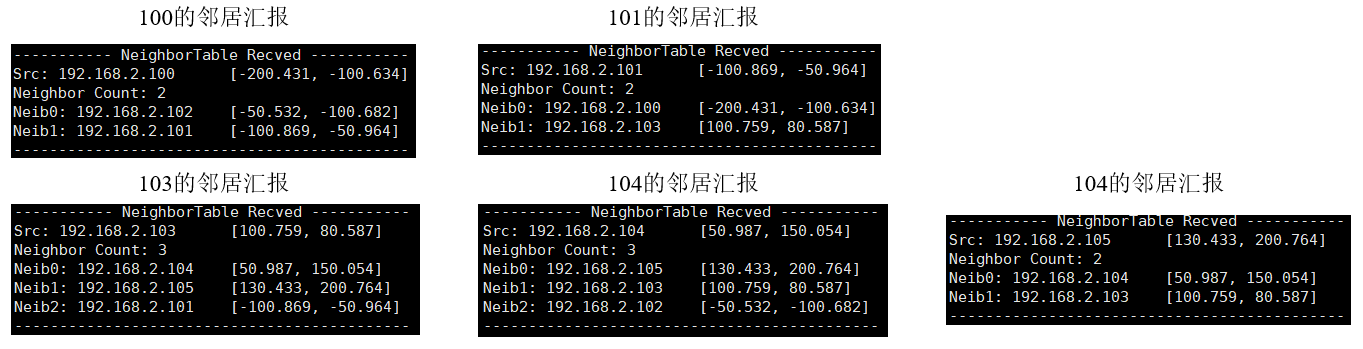 100的邻居汇报
----------- NeighborTable Recved -----------
Src: 192.168.2.100 [-200.431, -100.634]
Neighbor Count: 2
Neib0: 192.168.2.102 [-50.532, -100.682]
Neib1: 192.168.2.101 [-100.869, -50.964]
--------------------------------------------
101的邻居汇报
----------- NeighborTable Recved -----------
Src: 192.168.2.101 [-100.869, -50.964]
Neighbor Count: 2
Neib0: 192.168.2.100 [-200.431, -100.634]
Neib1: 192.168.2.103 [100.759, 80.587]
--------------------------------------------
103的邻居汇报
----------- NeighborTable Recved -----------
Src: 192.168.2.103 [100.759, 80.587]
Neighbor Count: 3
Neib0: 192.168.2.104 [50.987, 150.054]
Neib1: 192.168.2.105 [130.433, 200.764]
Neib2: 192.168.2.101 [-100.869, -50.964]
--------------------------------------------
104的邻居汇报
----------- NeighborTable Recved -----------
Src: 192.168.2.104 [50.987, 150.054]
Neighbor Count: 3
Neib0: 192.168.2.105 [130.433, 200.764]
Neib1: 192.168.2.103 [100.759, 80.587]
Neib2: 192.168.2.102 [-50.532, -100.682]
--------------------------------------------
104的邻居汇报
----------- NeighborTable Recved -----------
Src: 192.168.2.105 [130.433, 200.764]
Neighbor Count: 2
Neib0: 192.168.2.104 [50.987, 150.054]
Neib1: 192.168.2.103 [100.759, 80.587]
--------------------------------------------